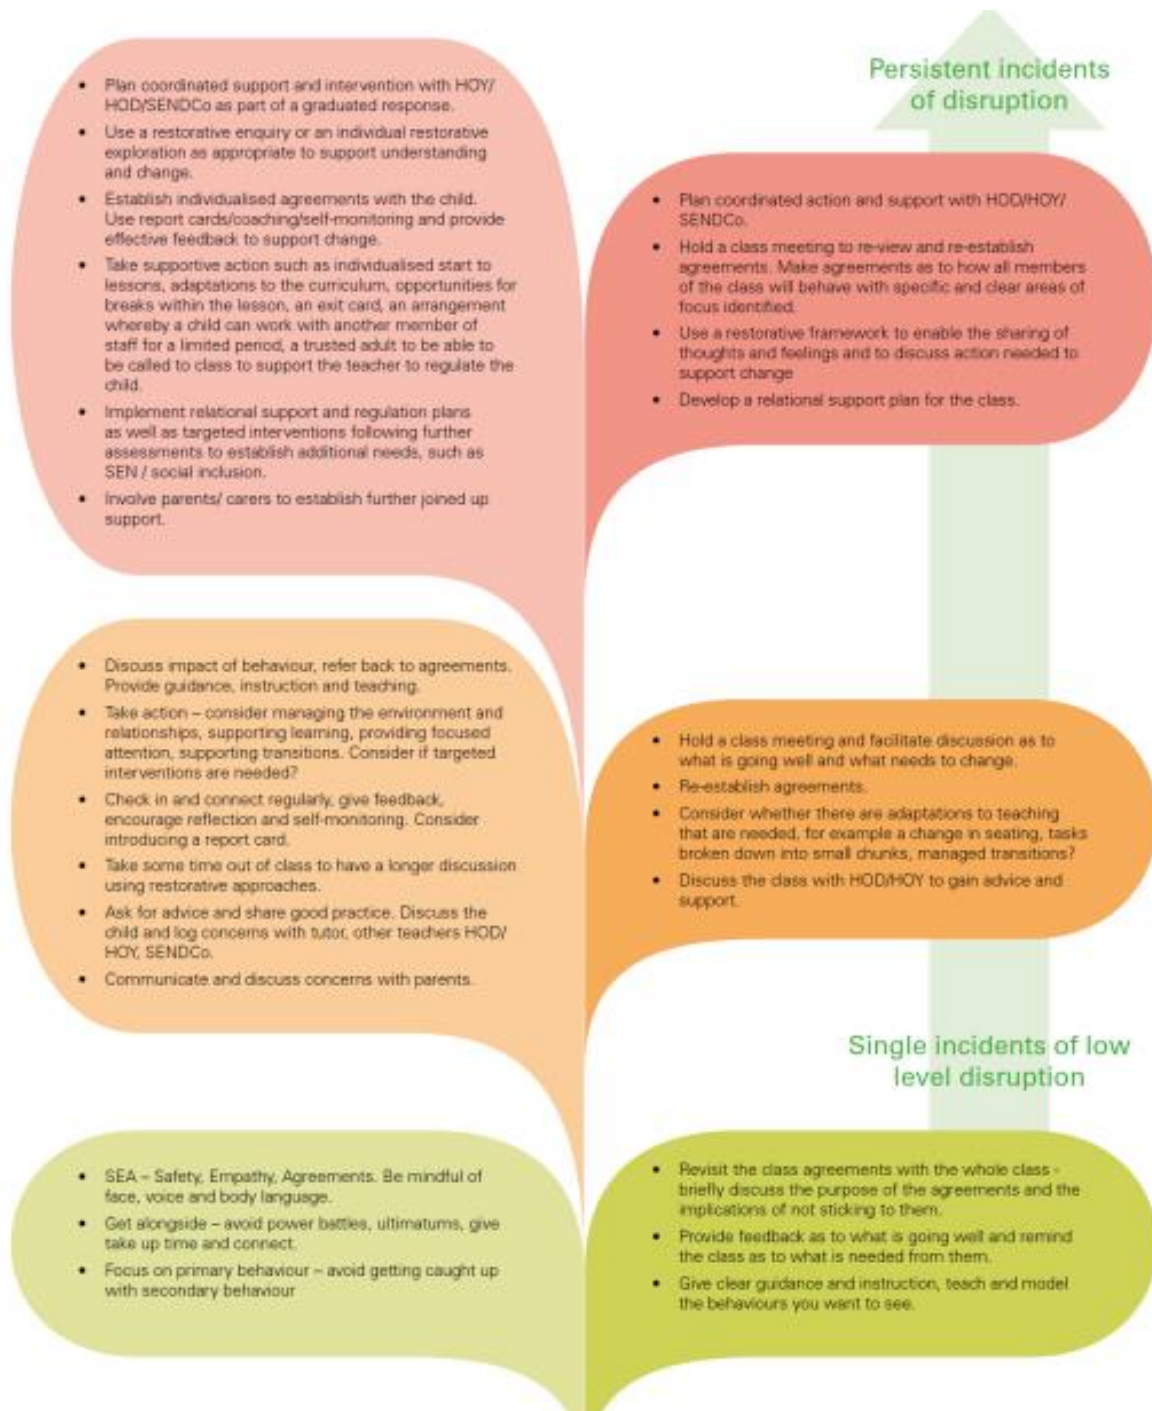 Persistent incidents
of disruption
• Plan coordinated support and intervention with HOY/
HOD/SENDCo as part of a graduated response.
• Use a restorative enquiry or an individual restorative
exploration as appropriate to support understanding
and change.
• Establish individualised agreements with the child.
Use report cards/coaching/self-monitoring and provide
effective feedback to support change.
• Take supportive action such as individualised start to
lessons, adaptations to the curriculum, opportunities for
breaks within the lesson, an exit card, an arrangement
whereby a child can work with another member of
staff for a limited period, a trusted adult to be able to
be called to class to support the teacher to regulate the
child.
• Implement relational support and regulation plans
as well as targeted interventions following further
assessments to establish additional needs, such as
SEN / social inclusion.
• Involve parents/ carers to establish further joined up
support.
• Plan coordinated action and support with HOD/HOY/
SENDCo.
• Hold a class meeting to re-view and re-establish
agreements. Make agreements as to how all members
of the class will behave with specific and clear areas of
focus identified.
• Use a restorative framework to enable the sharing of
thoughts and feelings and to discuss action needed to
support change
• Develop a relational support plan for the class.
• Discuss impact of behaviour, refer back to agreements.
Provide guidance, instruction and teaching.
• Take action – consider managing the environment and
relationships, supporting learning, providing focused
attention, supporting transitions. Consider if targeted
interventions are needed?
• Check in and connect regularly, give feedback,
encourage reflection and self-monitoring. Consider
introducing a report card.
• Take some time out of class to have a longer discussion
using restorative approaches.
• Ask for advice and share good practice. Discuss the
child and log concerns with tutor, other teachers HOD/
HOY, SENDCo.
• Communicate and discuss concerns with parents.
• Hold a class meeting and facilitate discussion as to
what is going well and what needs to change.
• Re-establish agreements.
• Consider whether there are adaptations to teaching
that are needed, for example a change in seating, tasks
broken down into small chunks, managed transitions?
• Discuss the class with HOD/HOY to gain advice and
support.
Single incidents of low
level disruption
• SEA – Safety, Empathy, Agreements. Be mindful of
face, voice and body language.
• Get alongside – avoid power battles, ultimatums, give
take up time and connect.
• Focus on primary behaviour – avoid getting caught up
with secondary behaviour
• Revisit the class agreements with the whole class -
briefly discuss the purpose of the agreements and the
implications of not sticking to them.
• Provide feedback as to what is going well and remind
the class as to what is needed from them.
• Give clear guidance and instruction, teach and model
the behaviours you want to see.